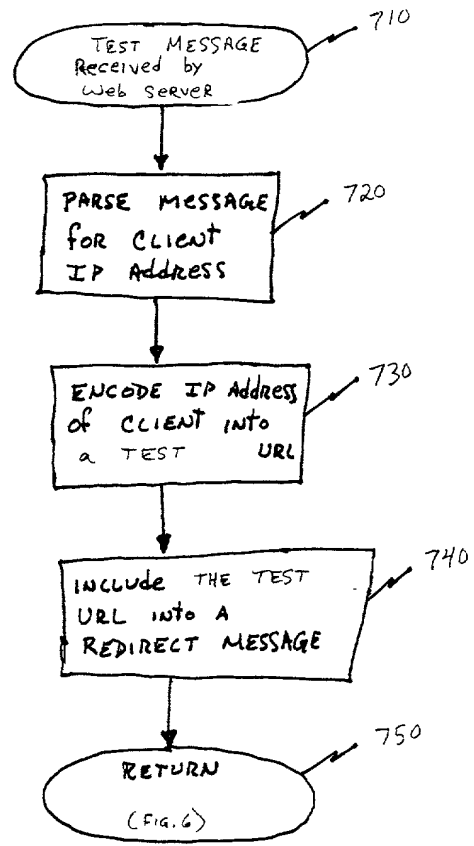 TEST MESSAGE
Received by
Web SERVER
710
PARSE MESSAGE
for CLIENT
IP Address
720
ENCODE IP Address
of CLIENT into
a TEST URL
730
INCLUDE THE TEST
URL into A
REDIRECT MESSAGE
740
RETURN
(FIG. 6)
750